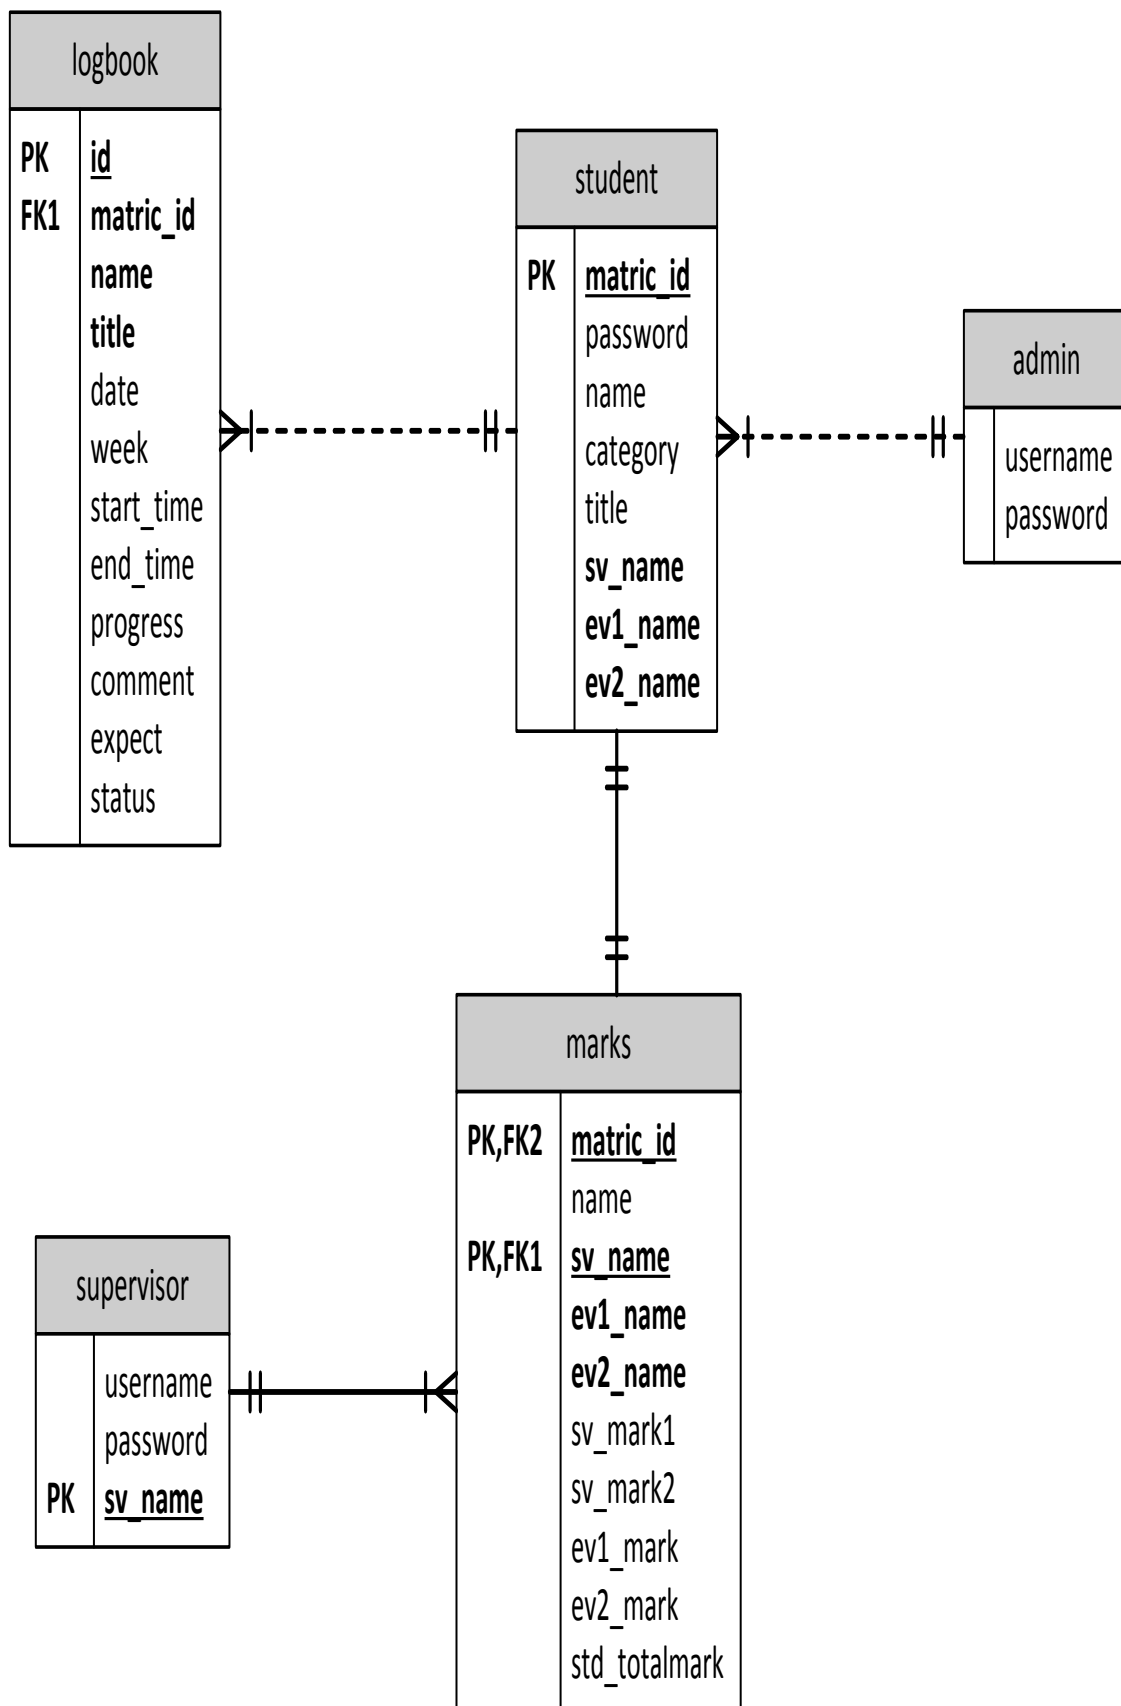 logbook
PK id
FK1 matric_id
name
title
date
week
start_time
end_time
progress
comment
expect
status
student
PK matric_id
password
name
category
title
sv_name
ev1_name
ev2_name
admin
username
password
marks
PK,FK2 matric_id
name
PK,FK1 sv_name
ev1_name
ev2_name
sv_mark1
sv_mark2
ev1_mark
ev2_mark
std_totalmark
supervisor
username
password
PK sv_name